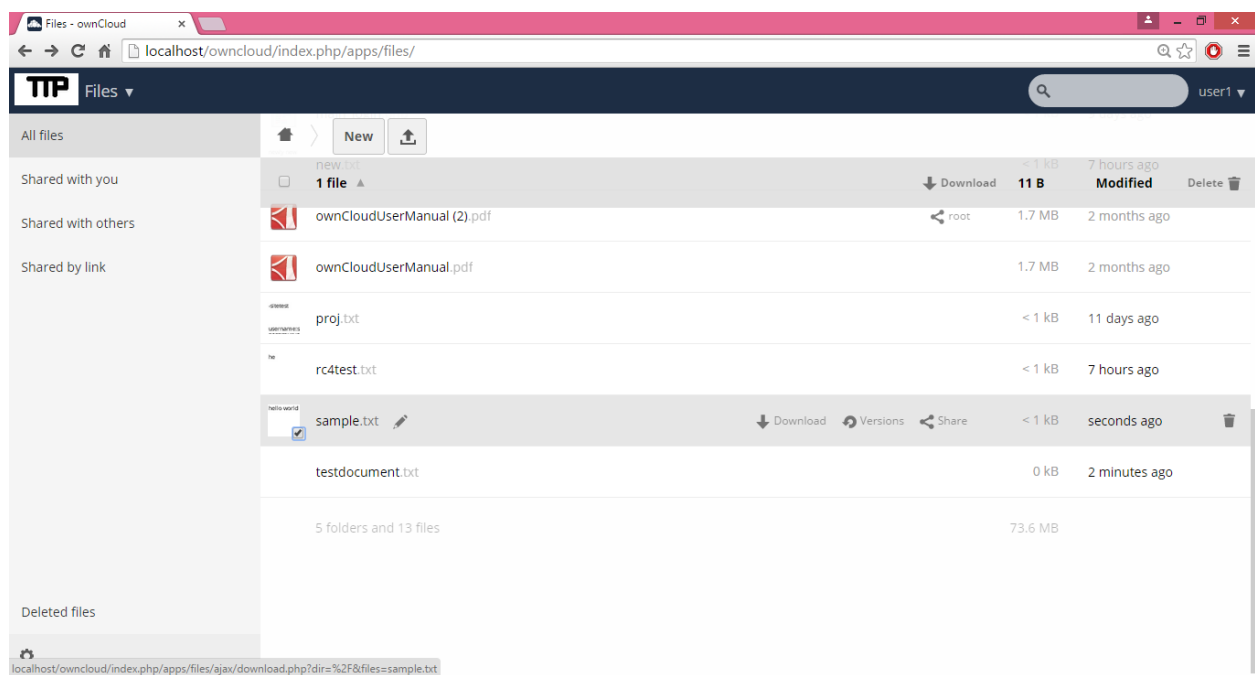 Files - ownCloud
localhost/owncloud/index.php/apps/files/
TTP Files user1
All files
New
new.txt < 1 kB 7 hours ago
1 file Download 11 B Modified Delete
Shared with you
ownCloudUserManual (2).pdf root 1.7 MB 2 months ago
Shared with others
ownCloudUserManual.pdf 1.7 MB 2 months ago
Shared by link
proj.txt < 1 kB 11 days ago
he
rc4test.txt < 1 kB 7 hours ago
hello world
sample.txt Download Versions Share < 1 kB seconds ago
testdocument.txt 0 kB 2 minutes ago
5 folders and 13 files 73.6 MB
Deleted files
localhost/owncloud/index.php/apps/files/ajax/download.php?dir=%2F&files=sample.txt